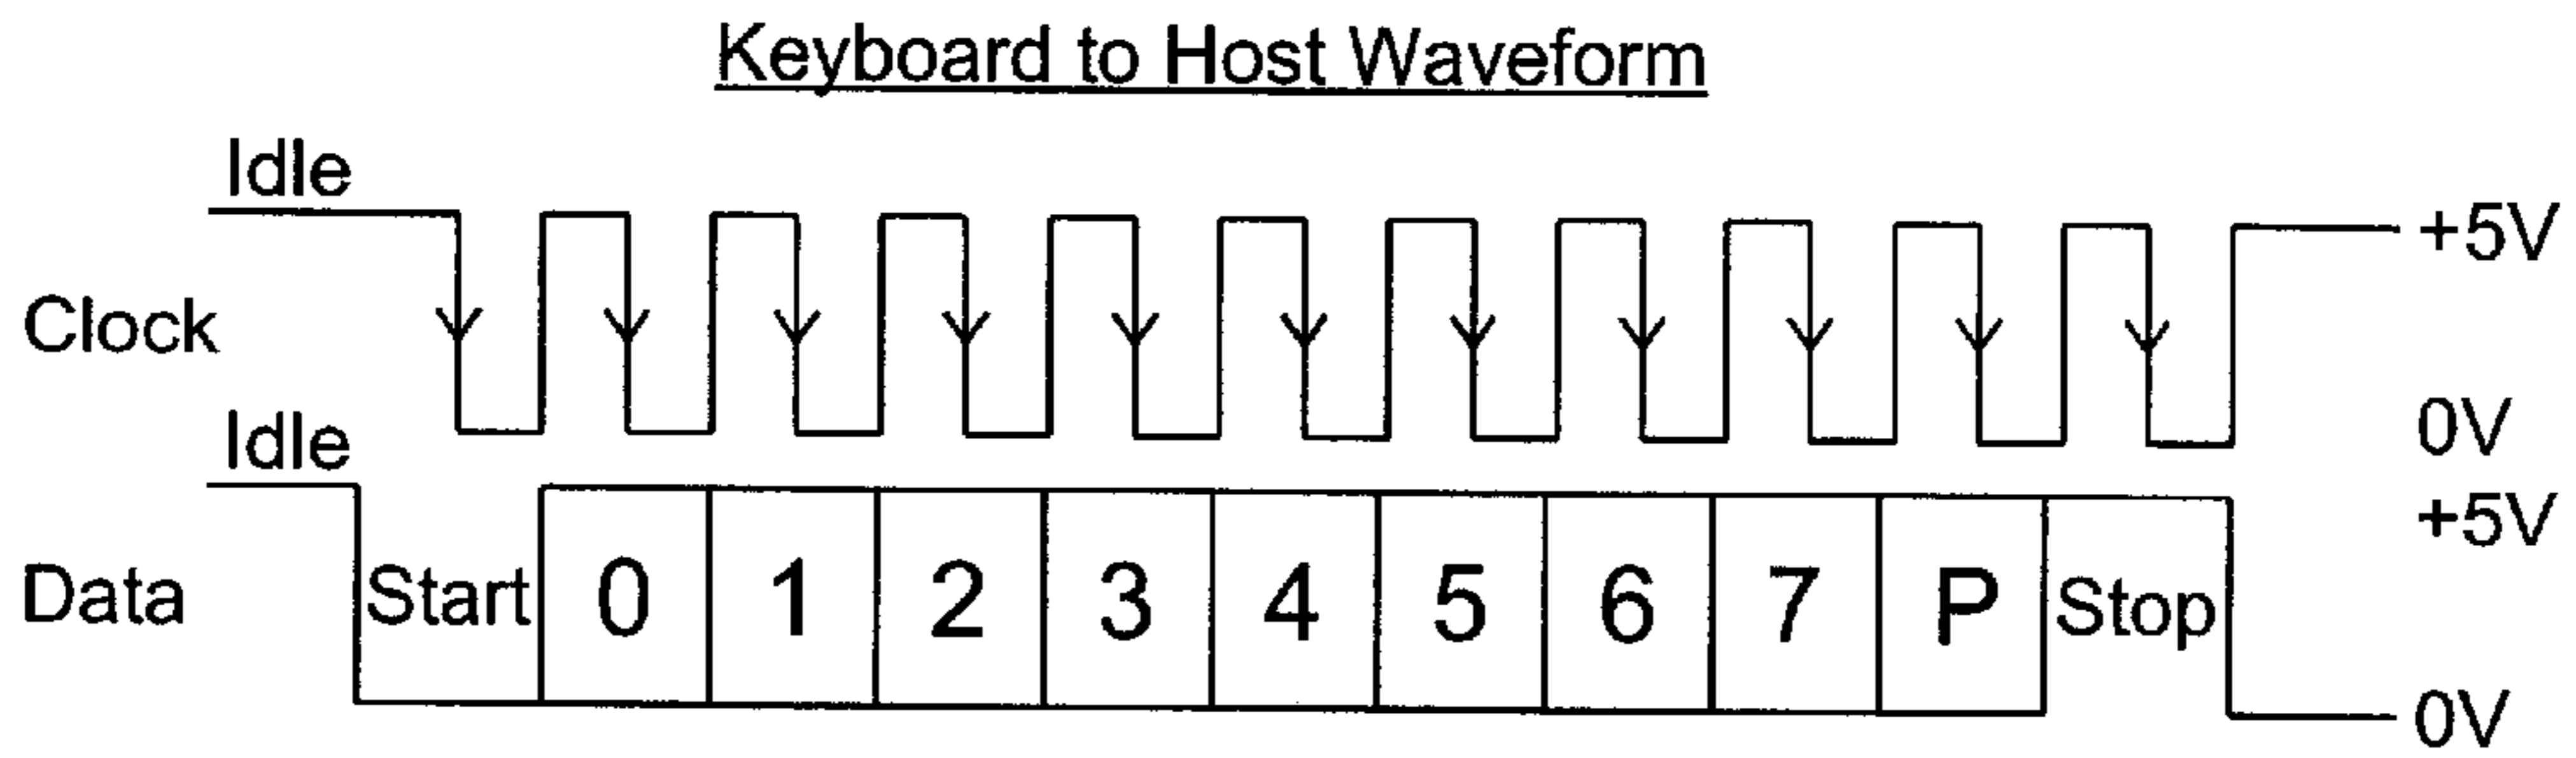 Keyboard to Host Waveform
Idle
+5V
Clock
0V
Idle
+5V
Data Start 0 1 2 3 4 5 6 7 P Stop
0V